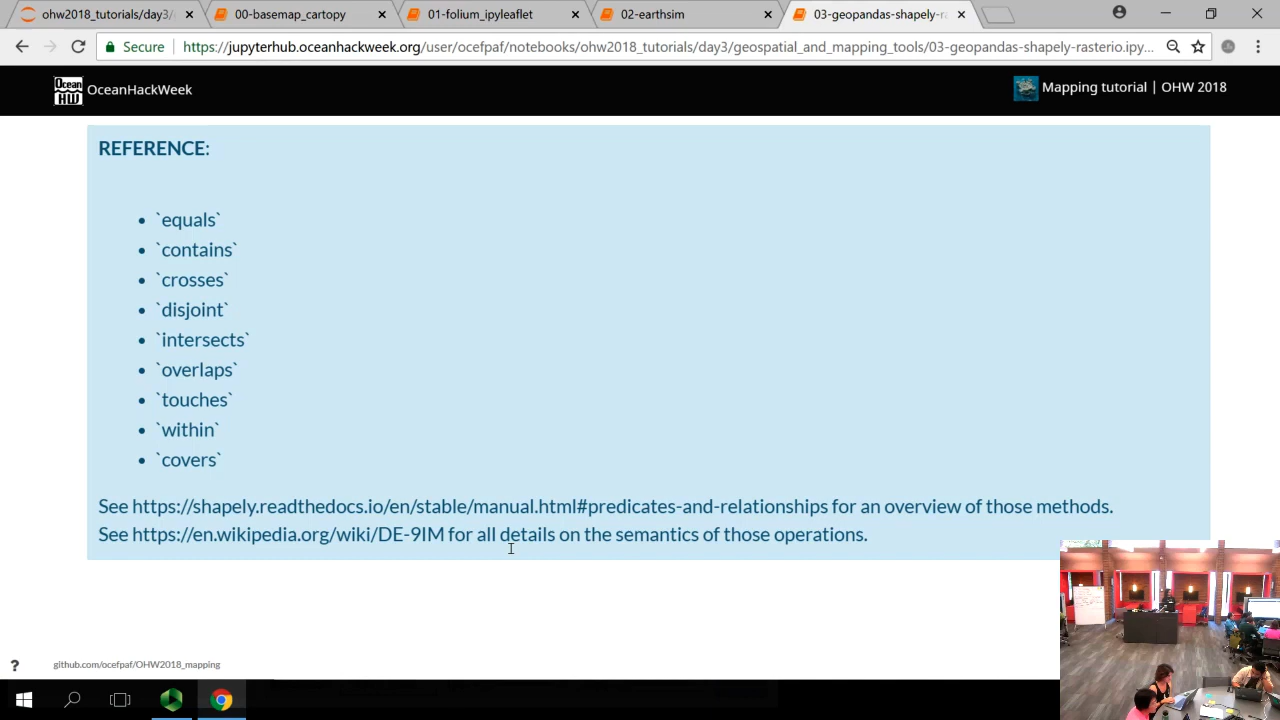 ohw2018_tutorials/day3/
00-basemap_cartopy
01-folium_ipyleaflet
02-earthsim
03-geopandas-shapely-ra
Secure
https://jupyterhub.oceanhackweek.org/user/ocefpaf/notebooks/ohw2018_tutorials/day3/geospatial_and_mapping_tools/03-geopandas-shapely-rasterio.ipy...
Ocean HW
OceanHackWeek
Mapping tutorial | OHW 2018
REFERENCE:
• `equals`
• `contains`
• `crosses`
• `disjoint`
• `intersects`
• `overlaps`
• `touches`
• `within`
• `covers`
See https://shapely.readthedocs.io/en/stable/manual.html#predicates-and-relationships for an overview of those methods.
See https://en.wikipedia.org/wiki/DE-9IM for all details on the semantics of those operations.
?
github.com/ocefpaf/OHW2018_mapping